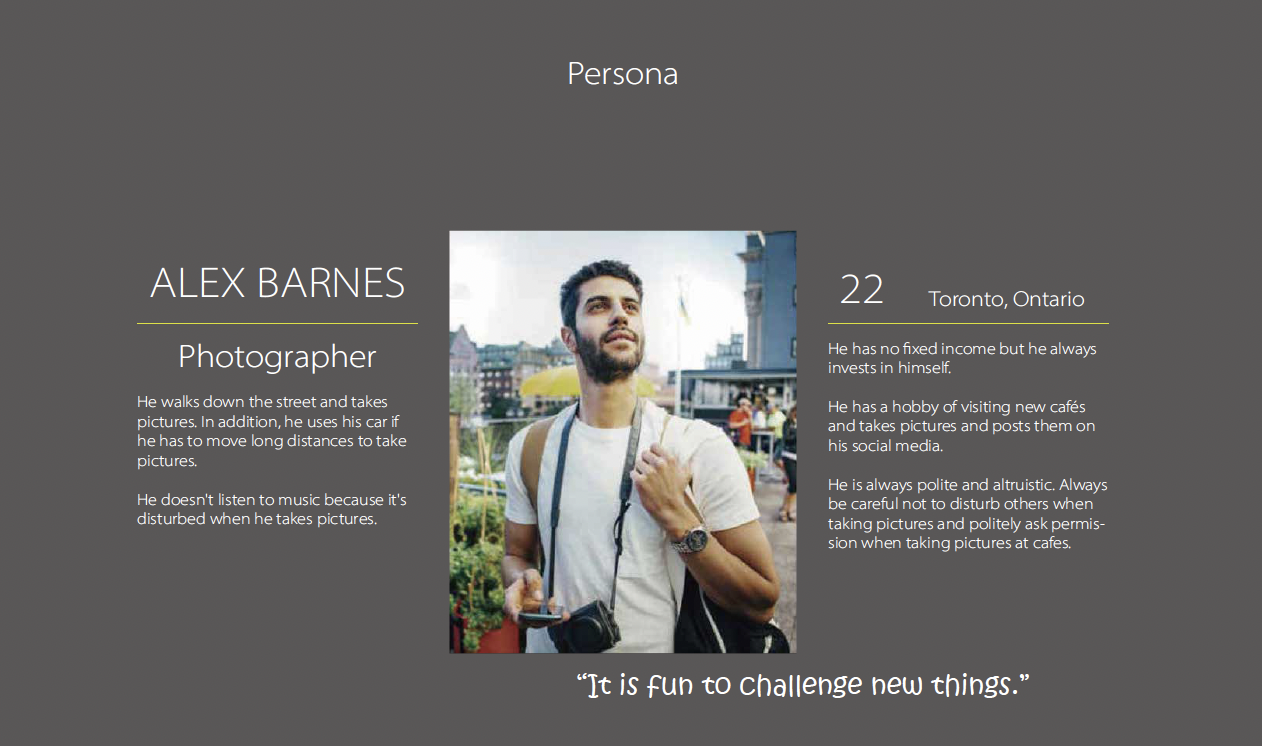 Persona
ALEX BARNES
Photographer
He walks down the street and takes
pictures. In addition, he uses his car if
he has to move long distances to take
pictures.
He doesn't listen to music because it's
disturbed when he takes pictures.
22
Toronto, Ontario
He has no fixed income but he always
invests in himself.
He has a hobby of visiting new cafés
and takes pictures and posts them on
his social media.
He is always polite and altruistic. Always
be careful not to disturb others when
taking pictures and politely ask permis-
sion when taking pictures at cafes.
“It is fun to challenge new things.”